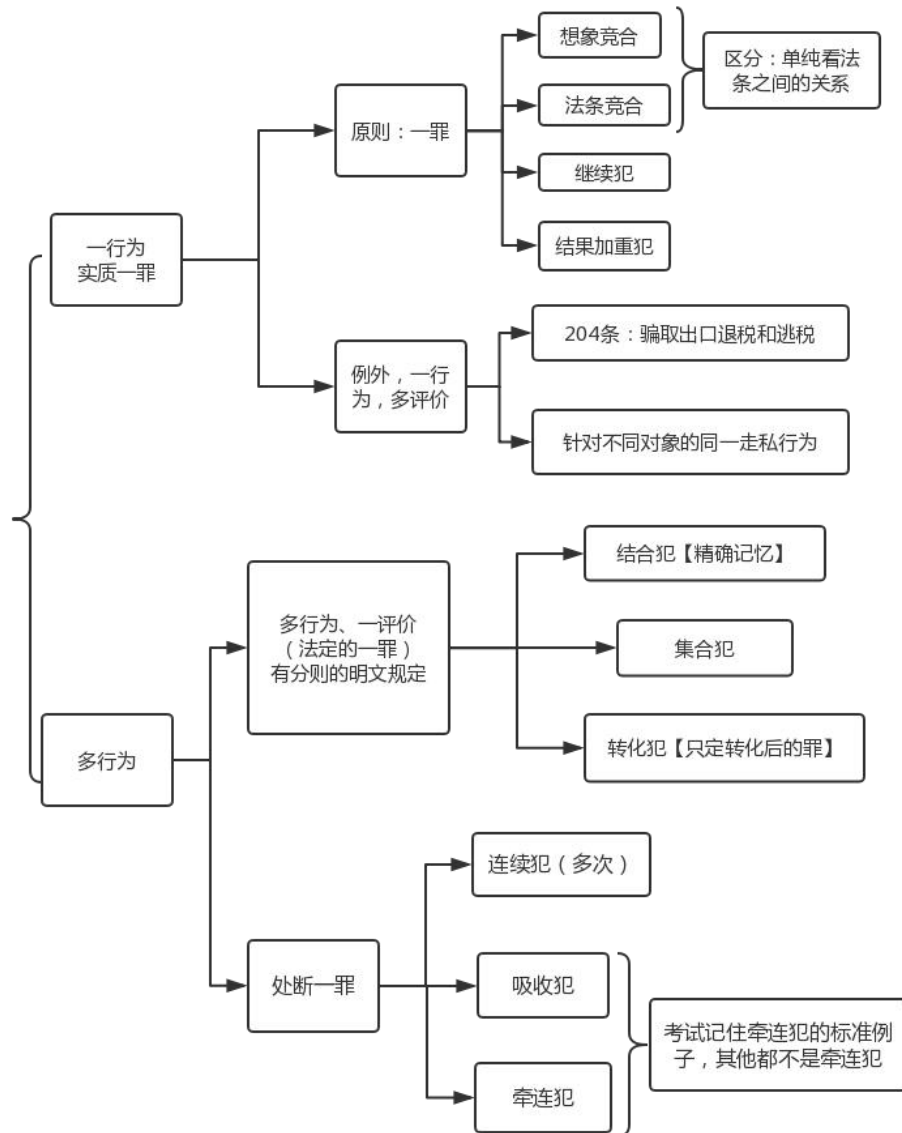 想象竞合
区分：单纯看法
条之间的关系
法条竞合
原则：一罪
继续犯
结果加重犯
一行为
实质一罪
204条：骗取出口退税和逃税
例外，一行
为，多评价
针对不同对象的同一走私行为
结合犯【精确记忆】
多行为、一评价
（法定的一罪）
有分则的明文规定
集合犯
转化犯【只定转化后的罪】
多行为
连续犯（多次）
处断一罪
吸收犯
考试记住牵连犯的标准例
子，其他都不是牵连犯
牵连犯